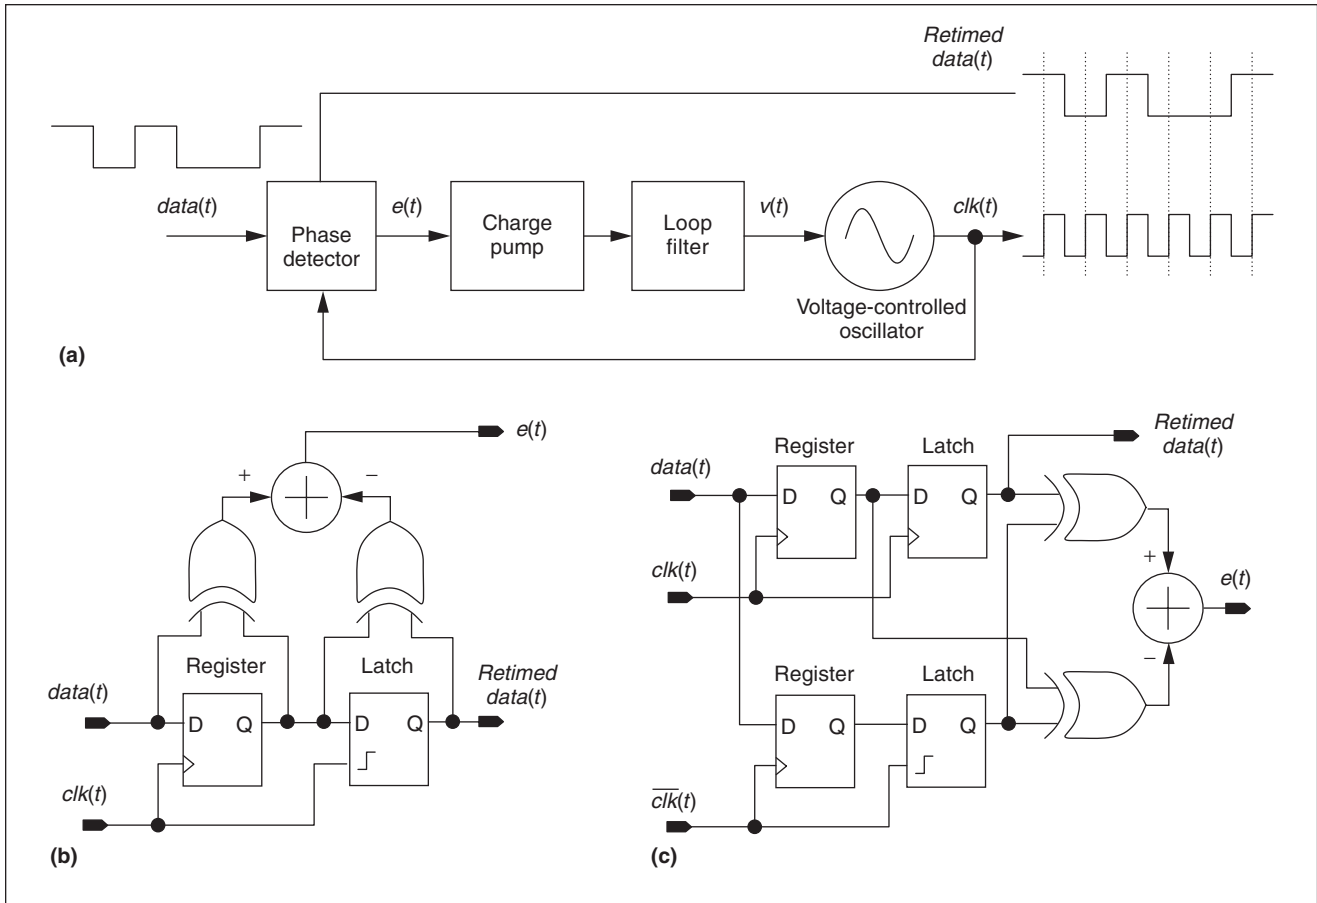 Retimed
data(t)
data(t)
Phase
detector
e(t)
Charge
pump
Loop
filter
v(t)
clk(t)
Voltage-controlled
oscillator
(a)
e(t)
+
−
Register
Latch
data(t)
D Q
D Q
Retimed
data(t)
clk(t)
(b)
Register
Latch
Retimed
data(t)
data(t)
D Q
D Q
clk(t)
+
e(t)
−
Register
Latch
D Q
D Q
clk(t)
(c)